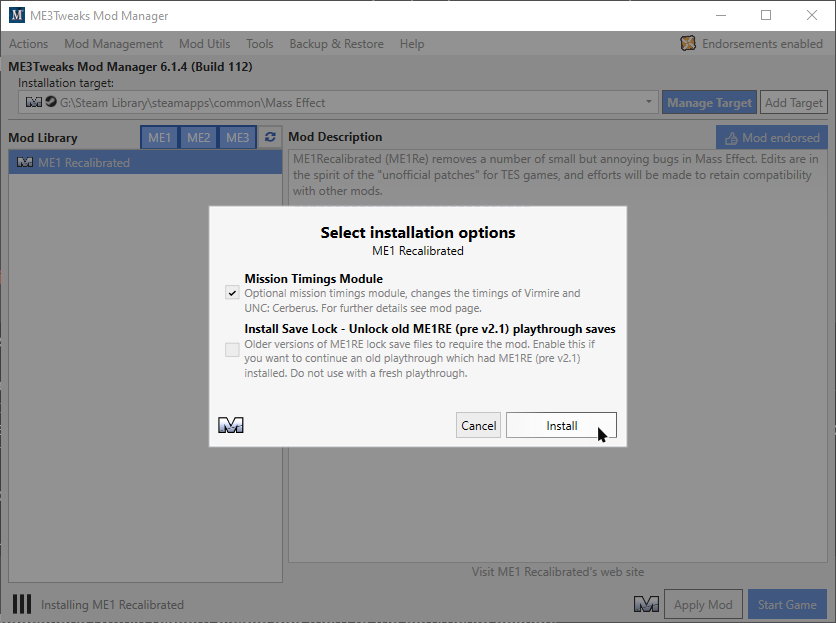 ME3Tweaks Mod Manager
Actions Mod Management Mod Utils Tools Backup & Restore Help Endorsements enabled
ME3Tweaks Mod Manager 6.1.4 (Build 112)
Installation target:
G:\Steam Library\steamapps\common\Mass Effect Manage Target Add Target
Mod Library ME1 ME2 ME3 Mod Description Mod endorsed
ME1 Recalibrated
ME1Recalibrated (ME1Re) removes a number of small but annoying bugs in Mass Effect. Edits are in
the spirit of the "unofficial patches" for TES games, and efforts will be made to retain compatibility
with other mods.
Select installation options
ME1 Recalibrated
Mission Timings Module
Optional mission timings module, changes the timings of Virmire and
UNC: Cerberus. For further details see mod page.
Install Save Lock - Unlock old ME1RE (pre v2.1) playthrough saves
Older versions of ME1RE lock save files to require the mod. Enable this if
you want to continue an old playthrough which had ME1RE (pre v2.1)
installed. Do not use with a fresh playthrough.
Cancel Install
Visit ME1 Recalibrated's web site
Installing ME1 Recalibrated Apply Mod Start Game